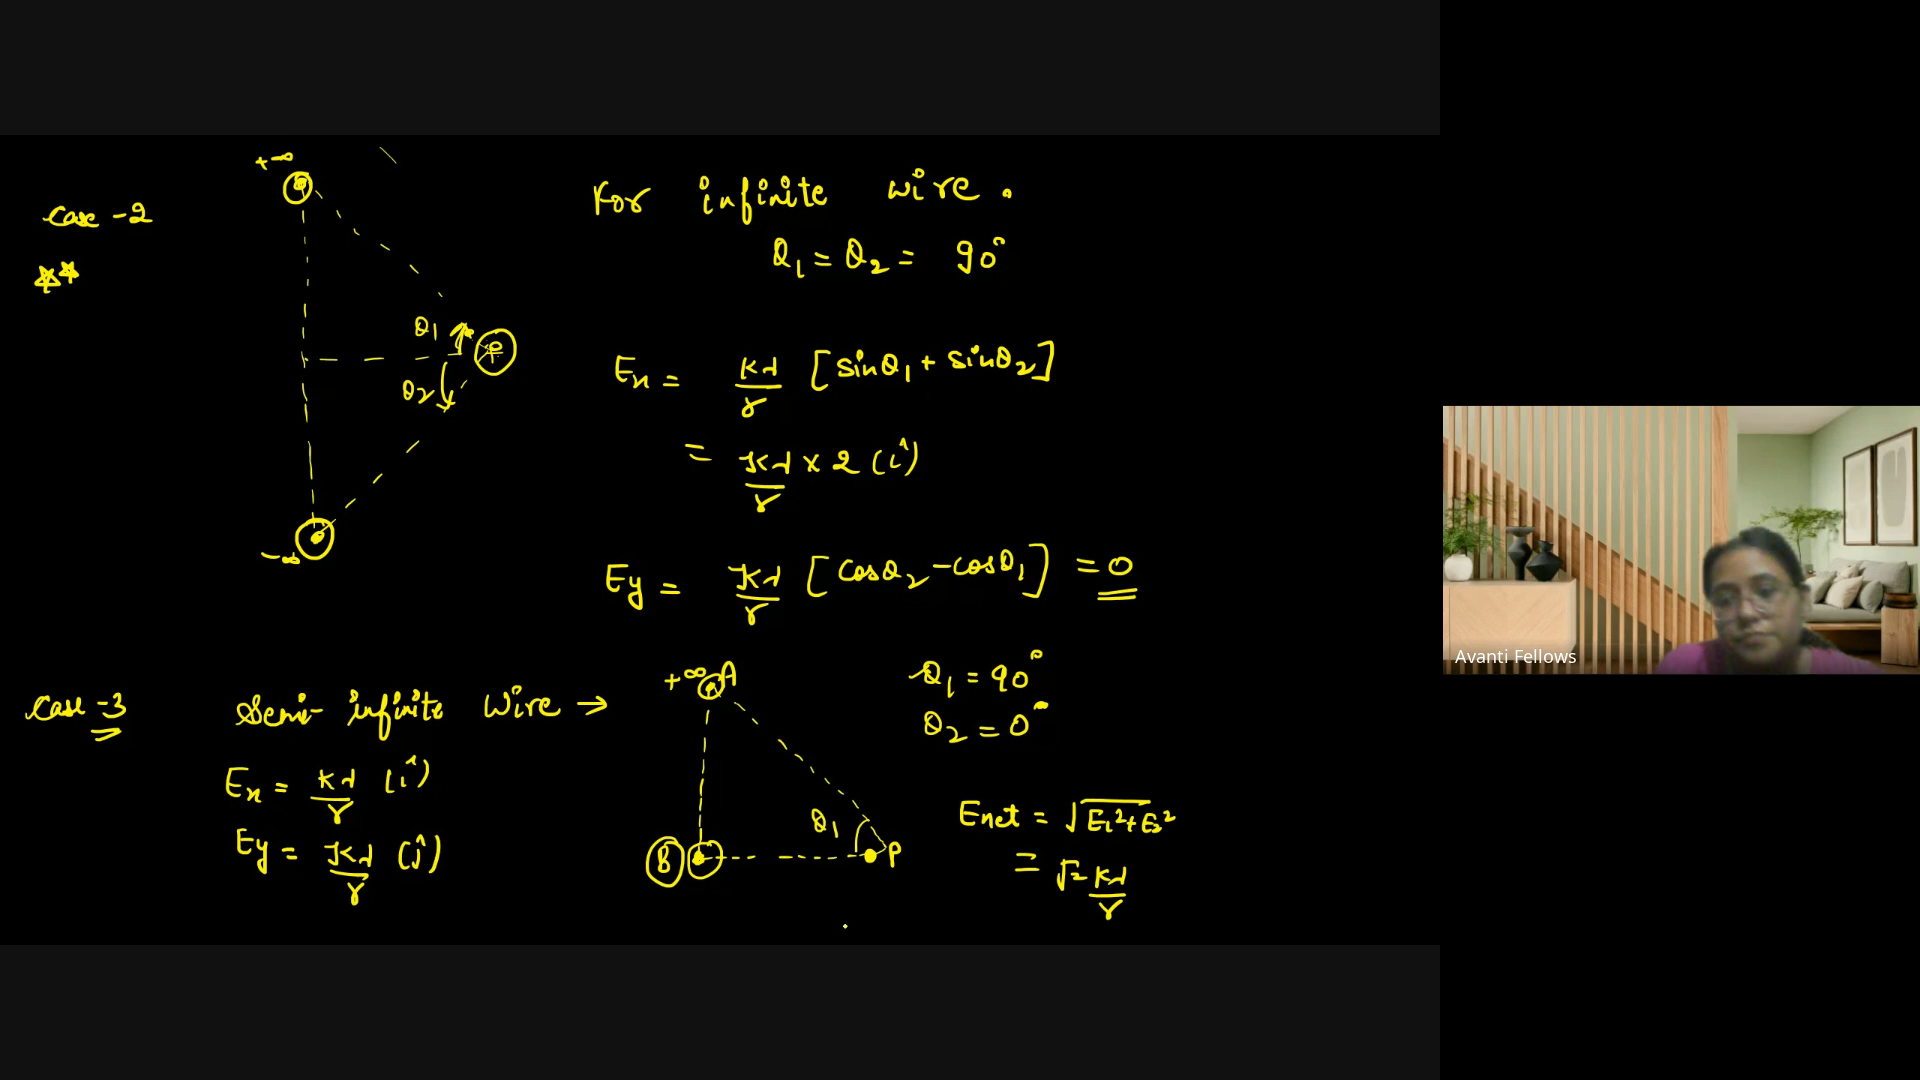 +∞
Case -2
**
θ1
P
θ2
-∞
For infinite wire.
θ1 = θ2 = 90°
Ex = Kλ/r [sinθ1 + sinθ2]
= Kλ/r × 2 (î)
Ey = Kλ/r [cosθ2 - cosθ1] = 0
Case -3
Semi- infinite Wire →
Ex = Kλ/r (î)
Ey = Kλ/r (ĵ)
+∞ A
θ1
B
P
θ1 = 90°
θ2 = 0°
Enet = √E1²+E2²
= √2 Kλ/r
Avanti Fellows